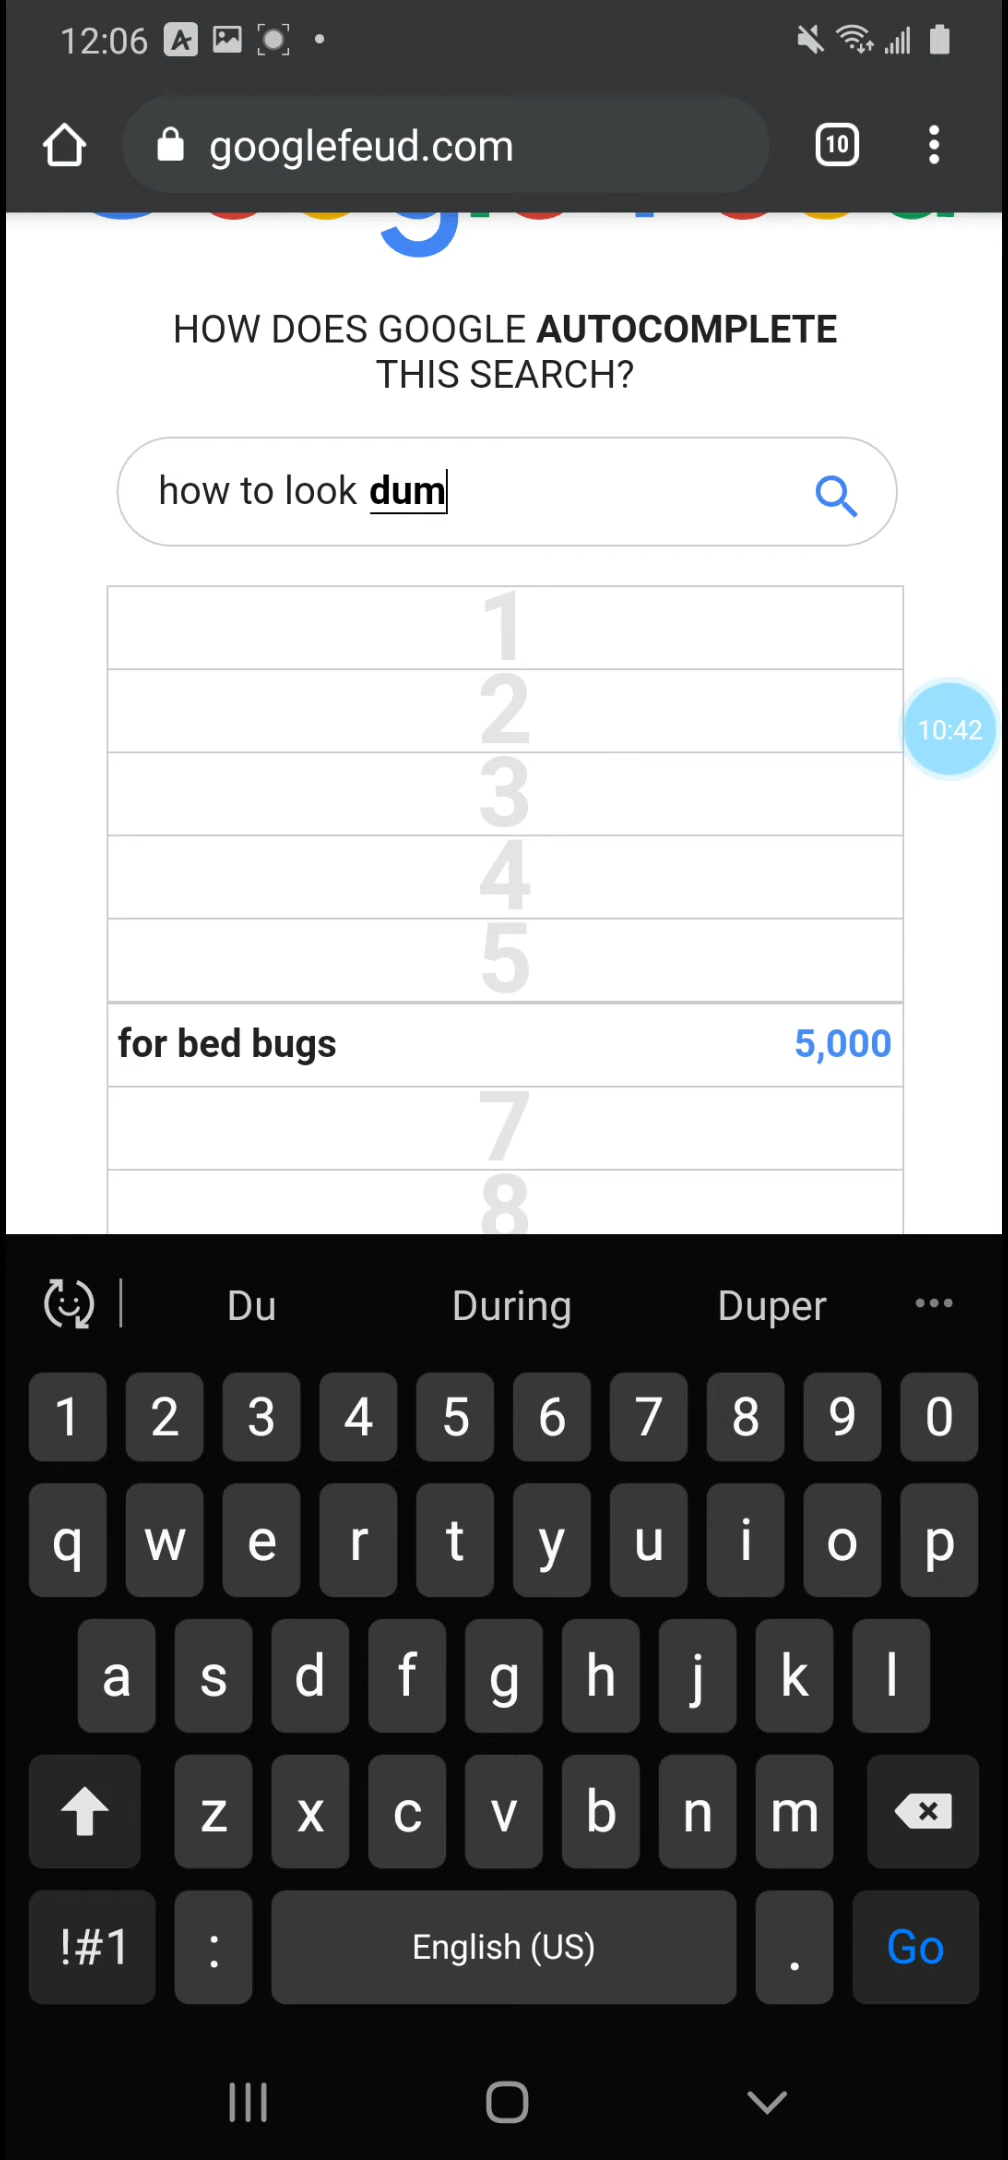 12:06
googlefeud.com
10
HOW DOES GOOGLE AUTOCOMPLETE
THIS SEARCH?
how to look dum
1
2
3
4
5
10:42
for bed bugs 5,000
7
8
Du During Duper
1 2 3 4 5 6 7 8 9 0
q w e r t y u i o p
a s d f g h j k l
z x c v b n m
!#1 : English (US) . Go